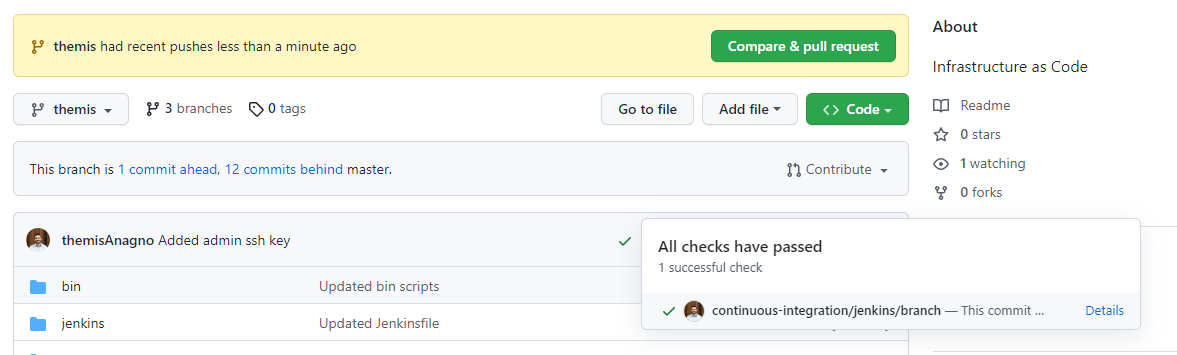 themis had recent pushes less than a minute ago
Compare & pull request
themis
3 branches
0 tags
Go to file
Add file
Code
This branch is 1 commit ahead, 12 commits behind master.
Contribute
themisAnagno Added admin ssh key
bin
Updated bin scripts
jenkins
Updated Jenkinsfile
All checks have passed
1 successful check
continuous-integration/jenkins/branch — This commit ...
Details
About
Infrastructure as Code
Readme
0 stars
1 watching
0 forks